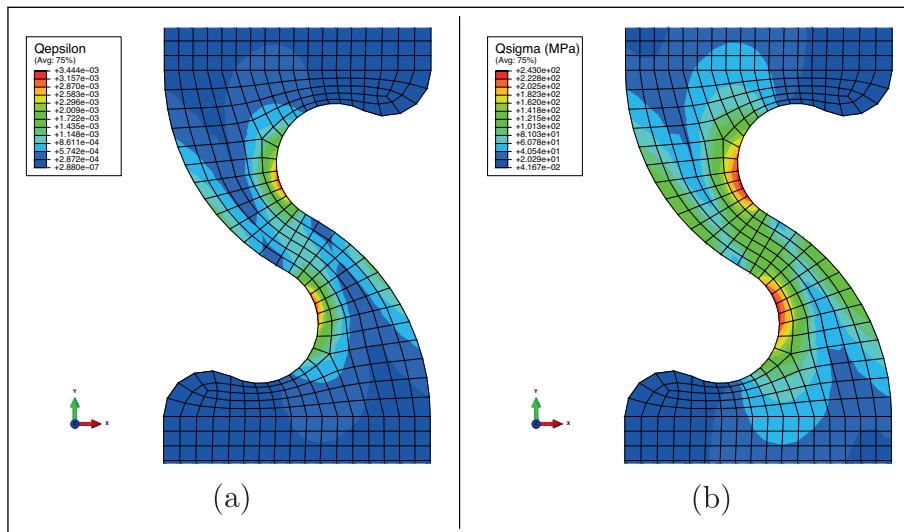 Qepsilon
(Avg: 75%)
+3.444e-03
+3.157e-03
+2.870e-03
+2.583e-03
+2.296e-03
+2.009e-03
+1.722e-03
+1.435e-03
+1.148e-03
+8.611e-04
+5.742e-04
+2.872e-04
+2.880e-07
Y
Z
X
(a)
Qsigma (MPa)
(Avg: 75%)
+2.430e+02
+2.228e+02
+2.025e+02
+1.823e+02
+1.620e+02
+1.418e+02
+1.215e+02
+1.013e+02
+8.103e+01
+6.078e+01
+4.054e+01
+2.029e+01
+4.167e-02
Y
Z
X
(b)